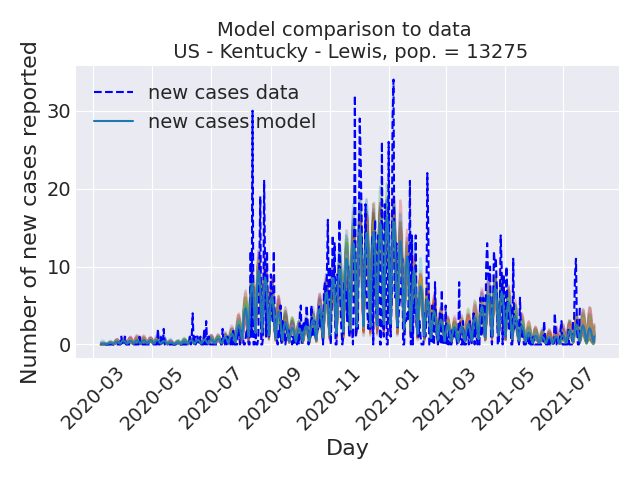 Model comparison to data
US - Kentucky - Lewis, pop. = 13275
Number of new cases reported
30
20
10
0
new cases data
new cases model
2020-03
2020-05
2020-07
2020-09
2020-11
2021-01
2021-03
2021-05
2021-07
Day